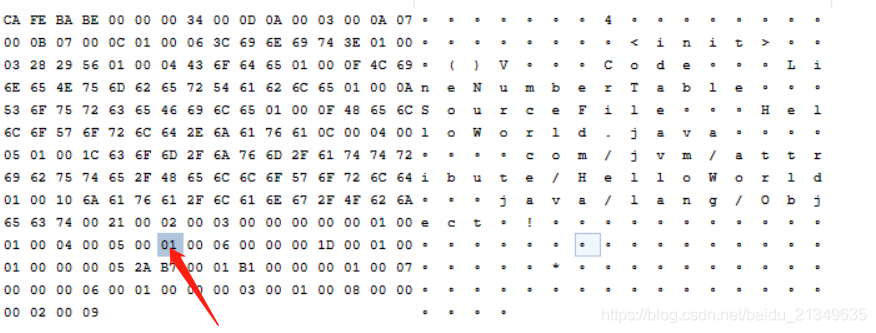 CA FE BA BE 00 00 00 34 00 0D 0A 00 03 00 0A 07 ∘ ∘ ∘ ∘ ∘ ∘ ∘ 4 ∘ ∘ ∘ ∘ ∘ ∘ ∘ ∘
00 0B 07 00 0C 01 00 06 3C 69 6E 69 74 3E 01 00 ∘ ∘ ∘ ∘ ∘ ∘ ∘ ∘ < i n i t > ∘ ∘
03 28 29 56 01 00 04 43 6F 64 65 01 00 0F 4C 69 ∘ ( ) V ∘ ∘ ∘ C o d e ∘ ∘ ∘ L i
6E 65 4E 75 6D 62 65 72 54 61 62 6C 65 01 00 0A n e N u m b e r T a b l e ∘ ∘ ∘
53 6F 75 72 63 65 46 69 6C 65 01 00 0F 48 65 6C S o u r c e F i l e ∘ ∘ ∘ H e l
6C 6F 57 6F 72 6C 64 2E 6A 61 76 61 0C 00 04 00 l o W o r l d . j a v a ∘ ∘ ∘ ∘
05 01 00 1C 63 6F 6D 2F 6A 76 6D 2F 61 74 74 72 ∘ ∘ ∘ ∘ c o m / j v m / a t t r
69 62 75 74 65 2F 48 65 6C 6C 6F 57 6F 72 6C 64 i b u t e / H e l l o W o r l d
01 00 10 6A 61 76 61 2F 6C 61 6E 67 2F 4F 62 6A ∘ ∘ ∘ j a v a / l a n g / O b j
65 63 74 00 21 00 02 00 03 00 00 00 00 00 01 00 e c t ∘ ! ∘ ∘ ∘ ∘ ∘ ∘ ∘ ∘ ∘ ∘ ∘
01 00 04 00 05 00 01 00 06 00 00 00 1D 00 01 00 ∘ ∘ ∘ ∘ ∘ ∘ ∘ ∘ ∘ ∘ ∘ ∘ ∘ ∘ ∘ ∘
01 00 00 00 05 2A B7 00 01 B1 00 00 00 01 00 07 ∘ ∘ ∘ ∘ ∘ * ∘ ∘ ∘ ∘ ∘ ∘ ∘ ∘ ∘ ∘
00 00 00 06 00 01 00 00 00 03 00 01 00 08 00 00 ∘ ∘ ∘ ∘ ∘ ∘ ∘ ∘ ∘ ∘ ∘ ∘ ∘ ∘ ∘ ∘
00 02 00 09 ∘ ∘ ∘ ∘
https://blog.csdn.net/baidu_21349635